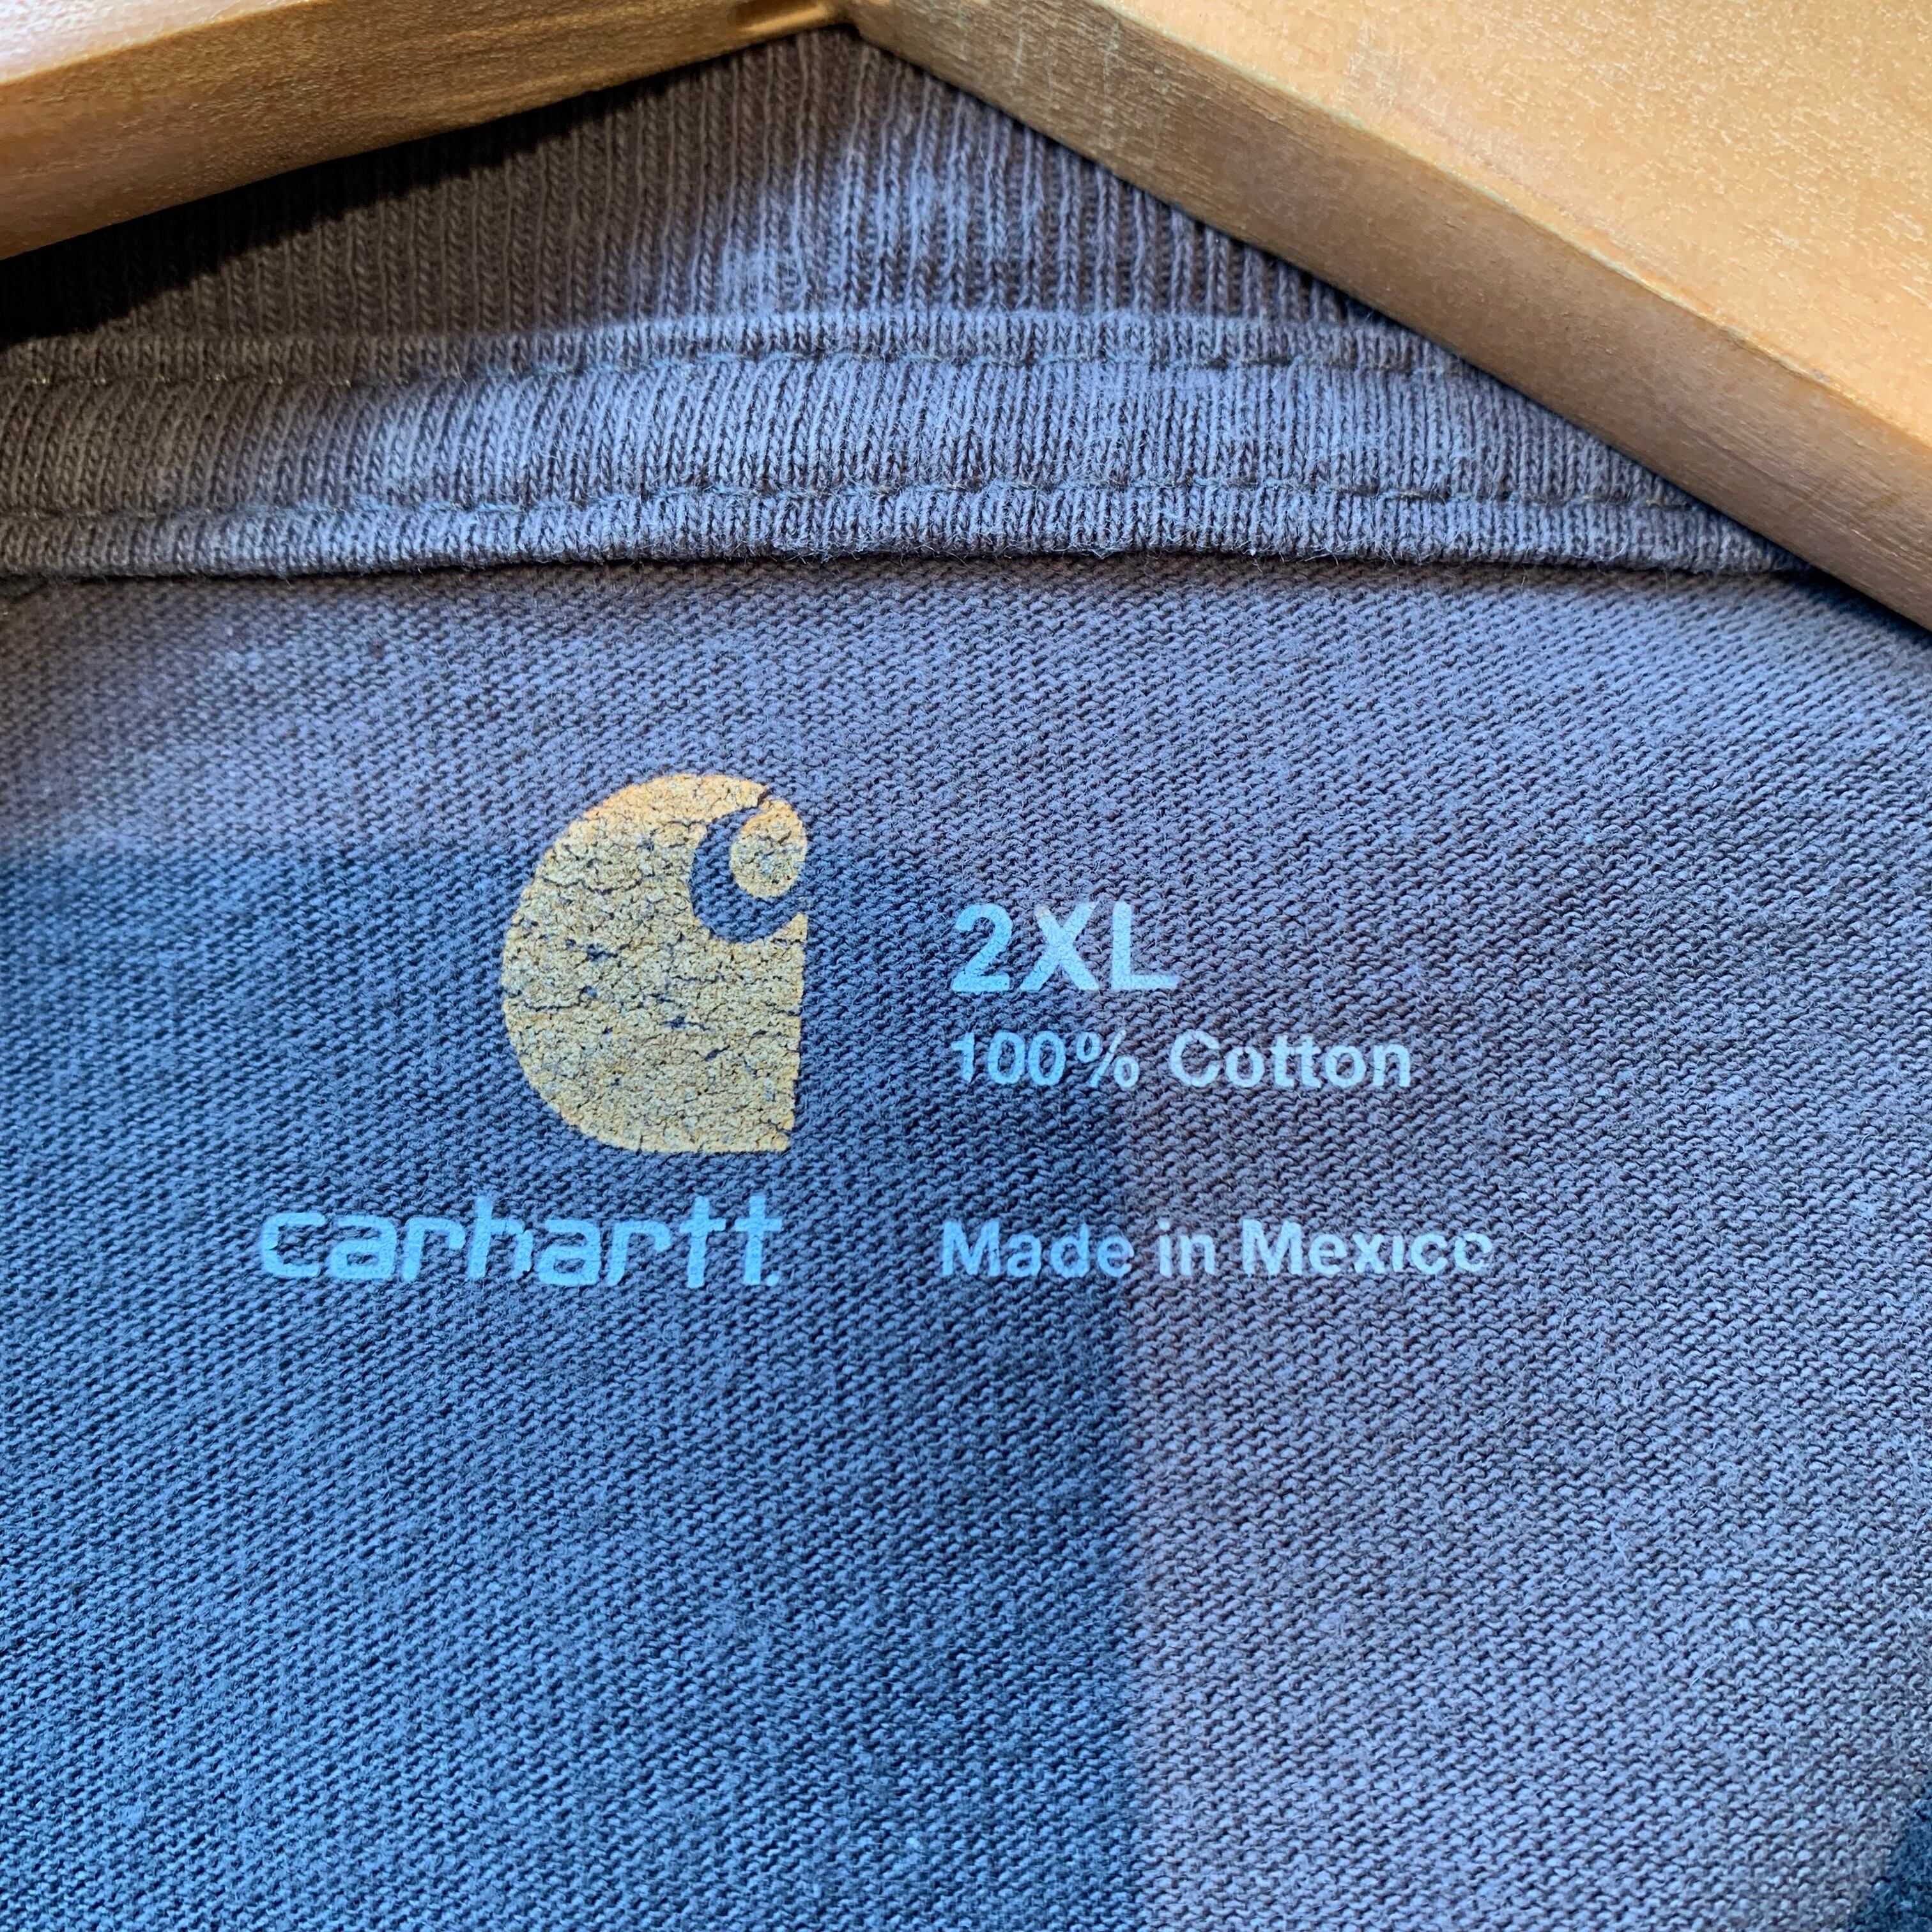 2XL
100% Cotton
carhartt.
Made in Mexico